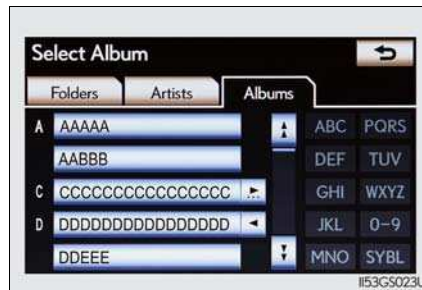 Select Album
Folders Artists Albums
A AAAAA ABC PQRS
AABBB DEF TUV
C CCCCCCCCCCCCCCCC GHI WXYZ
D DDDDDDDDDDDDDDDD JKL 0-9
DDEEE MNO SYBL
II53GS023U